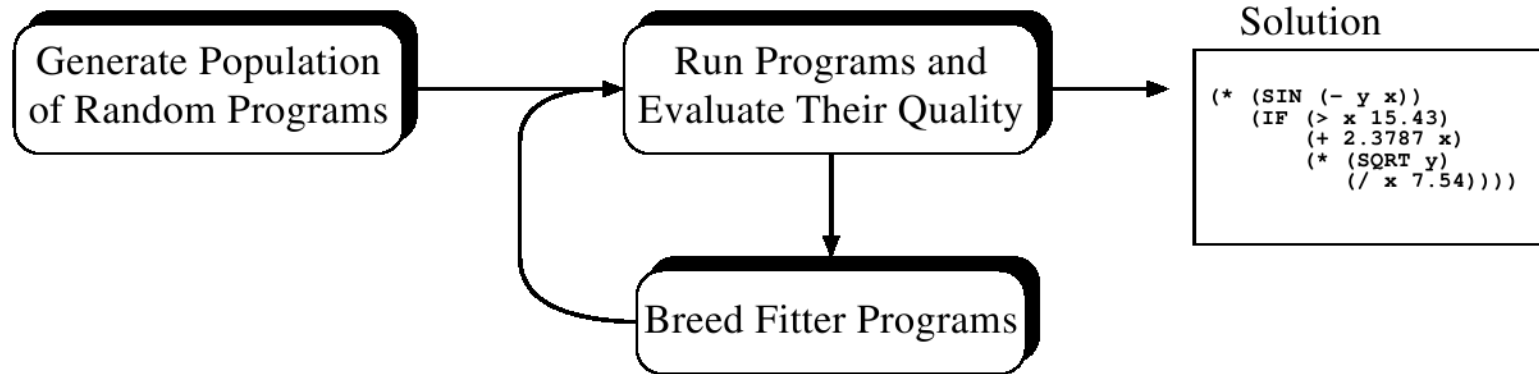 Generate Population
of Random Programs
Run Programs and
Evaluate Their Quality
Breed Fitter Programs
Solution
(* (SIN (- y x))
(IF (> x 15.43)
(+ 2.3787 x)
(* (SQRT y)
(/ x 7.54))))